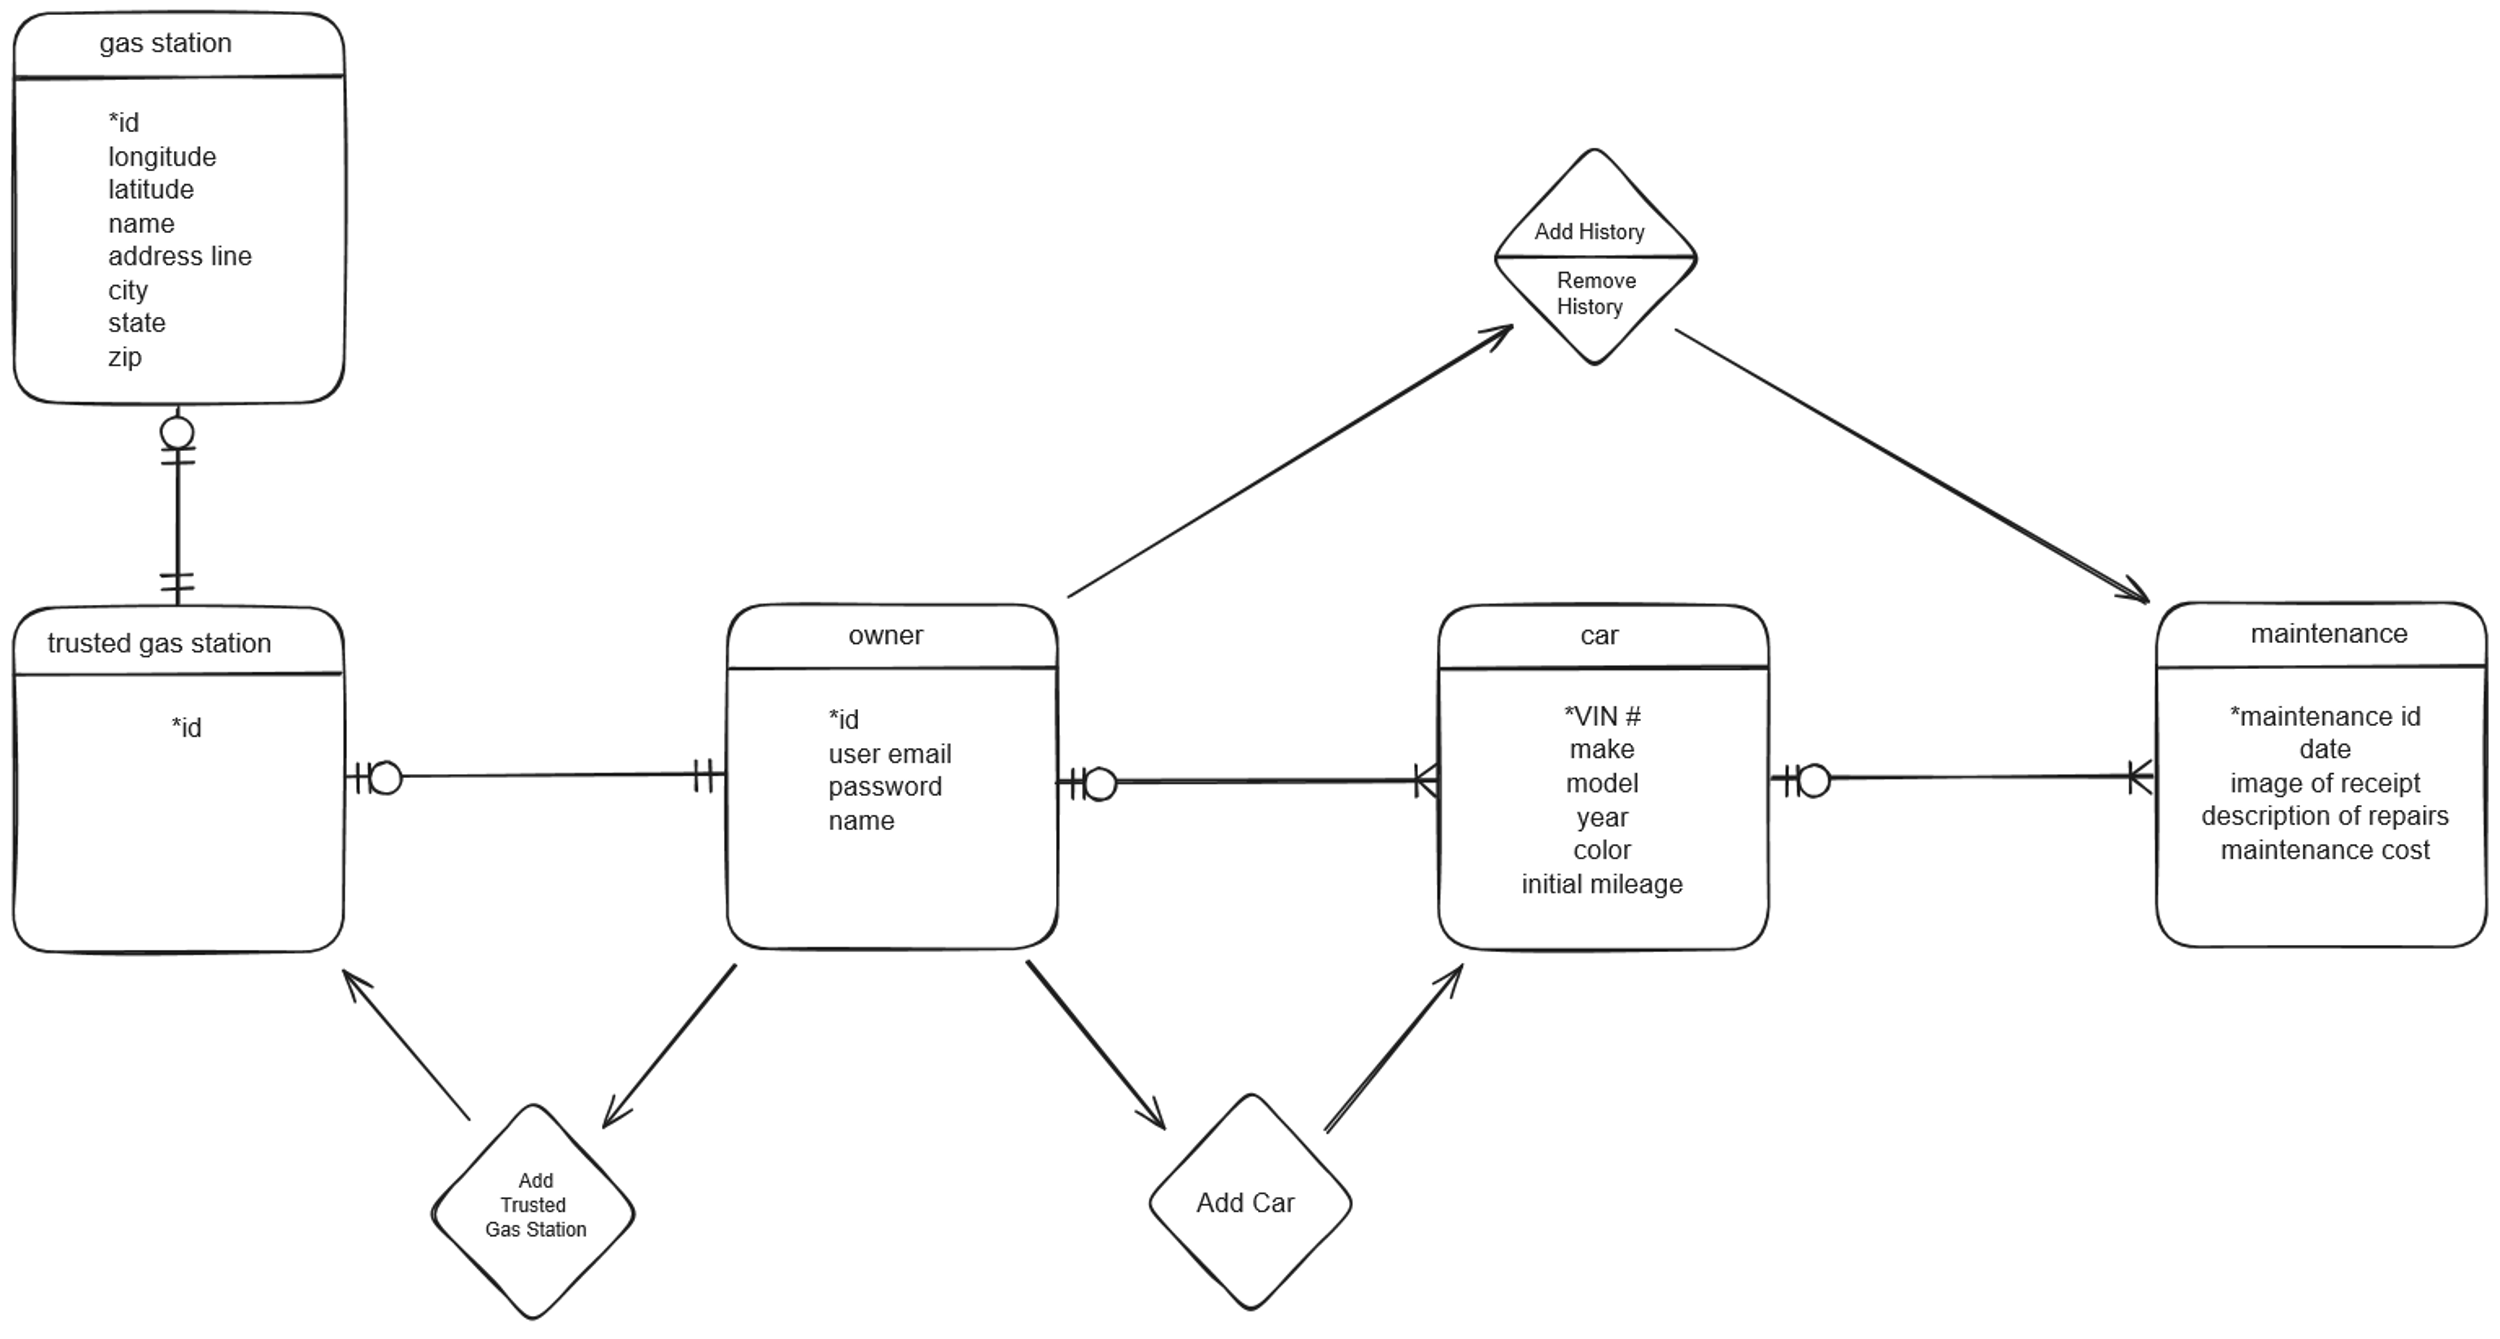 gas station
*id
longitude
latitude
name
address line
city
state
zip
Add History
Remove
History
trusted gas station
*id
owner
*id
user email
password
name
car
*VIN #
make
model
year
color
initial mileage
maintenance
*maintenance id
date
image of receipt
description of repairs
maintenance cost
Add
Trusted
Gas Station
Add Car